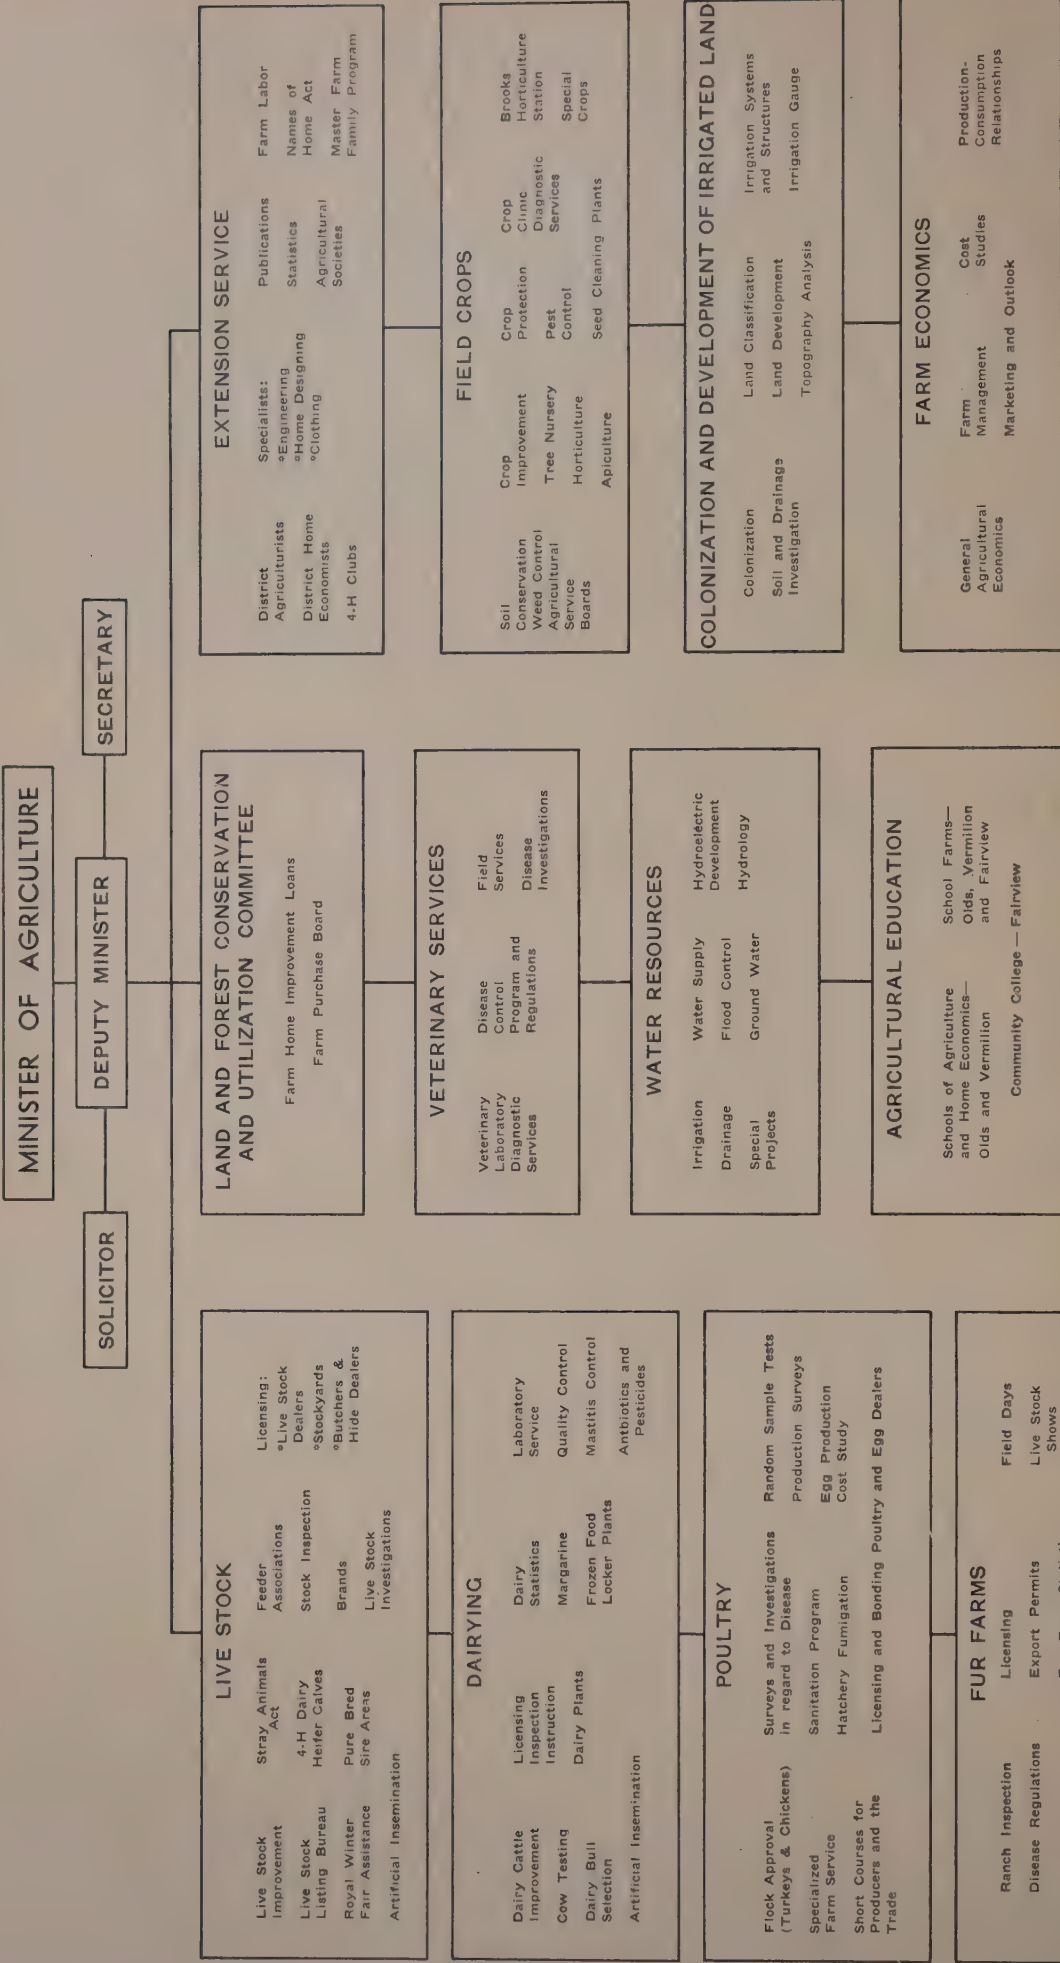 MINISTER OF AGRICULTURE
SOLICITOR
DEPUTY MINISTER
SECRETARY
LIVE STOCK
Live Stock
Improvement
Live Stock
Listing Bureau
Royal Winter
Fair Assistance
Artificial Insemination
Stray Animals
Act
4-H Dairy
Heifer Calves
Pure Bred
Sire Areas
Feeder
Associations
Stock Inspection
Brands
Live Stock
Investigations
Licensing:
°Live Stock
Dealers
°Stockyards
°Butchers &
Hide Dealers
DAIRYING
Dairy Cattle
Improvement
Cow Testing
Dairy Bull
Selection
Artificial Insemination
Licensing
Inspection
Instruction
Dairy Plants
Dairy
Statistics
Margarine
Frozen Food
Locker Plants
Laboratory
Service
Quality Control
Mastitis Control
Antbiotics and
Pesticides
POULTRY
Flock Approval
(Turkeys & Chickens)
Specialized
Farm Service
Short Courses for
Producers and the
Trade
Surveys and Investigations
in regard to Disease
Sanitation Program
Hatchery Fumigation
Licensing and Bonding Poultry and Egg Dealers
Random Sample Tests
Production Surveys
Egg Production
Cost Study
FUR FARMS
Ranch Inspection
Disease Regulations
Licensing
Export Permits
Field Days
Live Stock
Shows
LAND AND FOREST CONSERVATION
AND UTILIZATION COMMITTEE
Farm Home Improvement Loans
Farm Purchase Board
VETERINARY SERVICES
Veterinary
Laboratory
Diagnostic
Services
Disease
Control
Program and
Regulations
Field
Services
Disease
Investigations
WATER RESOURCES
Irrigation
Drainage
Special
Projects
Water Supply
Flood Control
Ground Water
Hydroelectric
Development
Hydrology
AGRICULTURAL EDUCATION
Schools of Agriculture
and Home Economics—
Olds and Vermilion
School Farms—
Olds, Vermilion
and Fairview
Community College — Fairview
EXTENSION SERVICE
District
Agriculturists
District Home
Economists
4-H Clubs
Specialists:
°Engineering
°Home Designing
°Clothing
Publications
Statistics
Agricultural
Societies
Farm Labor
Names of
Home Act
Master Farm
Family Program
FIELD CROPS
Soil
Conservation
Weed Control
Agricultural
Service
Boards
Crop
Improvement
Tree Nursery
Horticulture
Apiculture
Crop
Protection
Pest
Control
Seed Cleaning Plants
Crop
Clinic
Diagnostic
Services
Brooks
Horticulture
Station
Special
Crops
COLONIZATION AND DEVELOPMENT OF IRRIGATED LAND
Colonization
Soil and Drainage
Investigation
Land Classification
Land Development
Topography Analysis
Irrigation Systems
and Structures
Irrigation Gauge
FARM ECONOMICS
General
Agricultural
Economics
Farm
Management
Marketing and Outlook
Cost
Studies
Production-
Consumption
Relationships